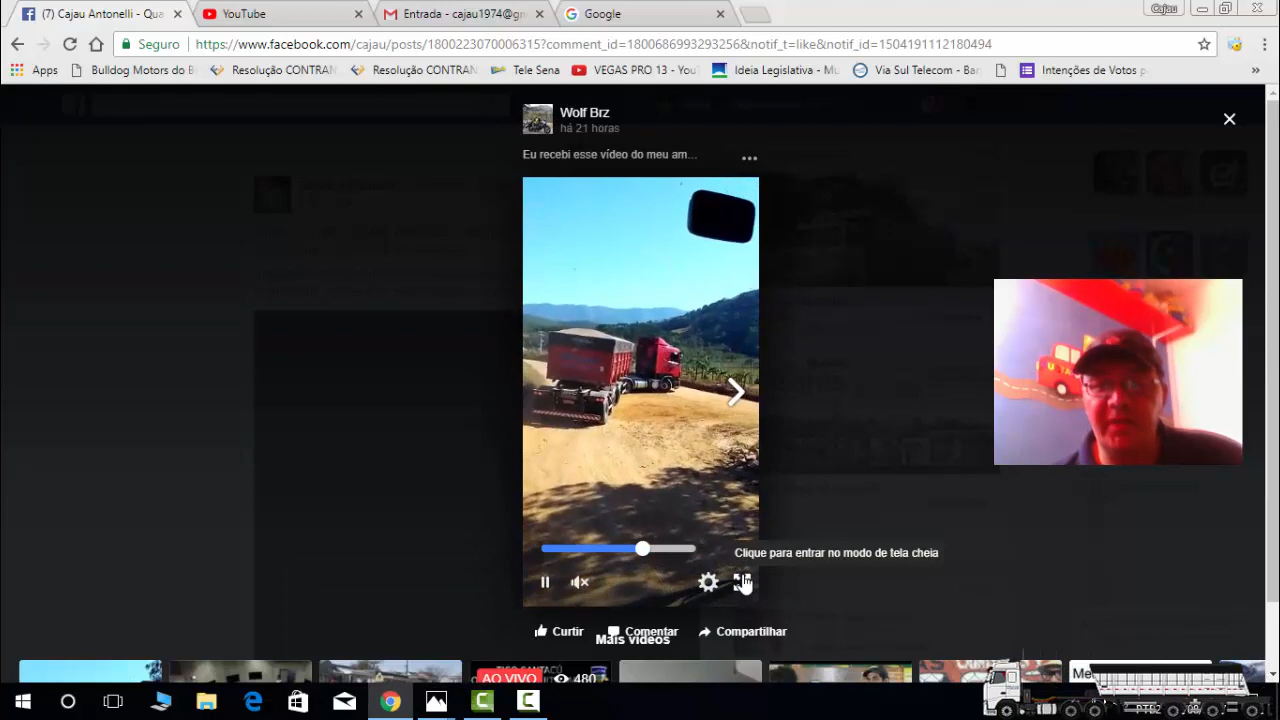 Cajau Antonelli - Qua
YouTube
Entrada - cajau1974@gm
Google
Cajau
Seguro
https://www.facebook.com/cajau/posts/1800223070006315?comment_id=1800686993293256&notif_t=like&notif_id=1504191112180494
Apps
Bulldog Motors do B
Resolução CONTRAN
Resolução CONTRAN
Tele Sena
VEGAS PRO 13 - You
Ideia Legislativa - Mu
Via Sul Telecom - Ban
Intenções de Votos p
»
Wolf Brz
há 21 horas
Eu recebi esse vídeo do meu am...
Clique para entrar no modo de tela cheia
Curtir
Comentar
Compartilhar
Mais vídeos
AO VIVO
480
Me
PTB2